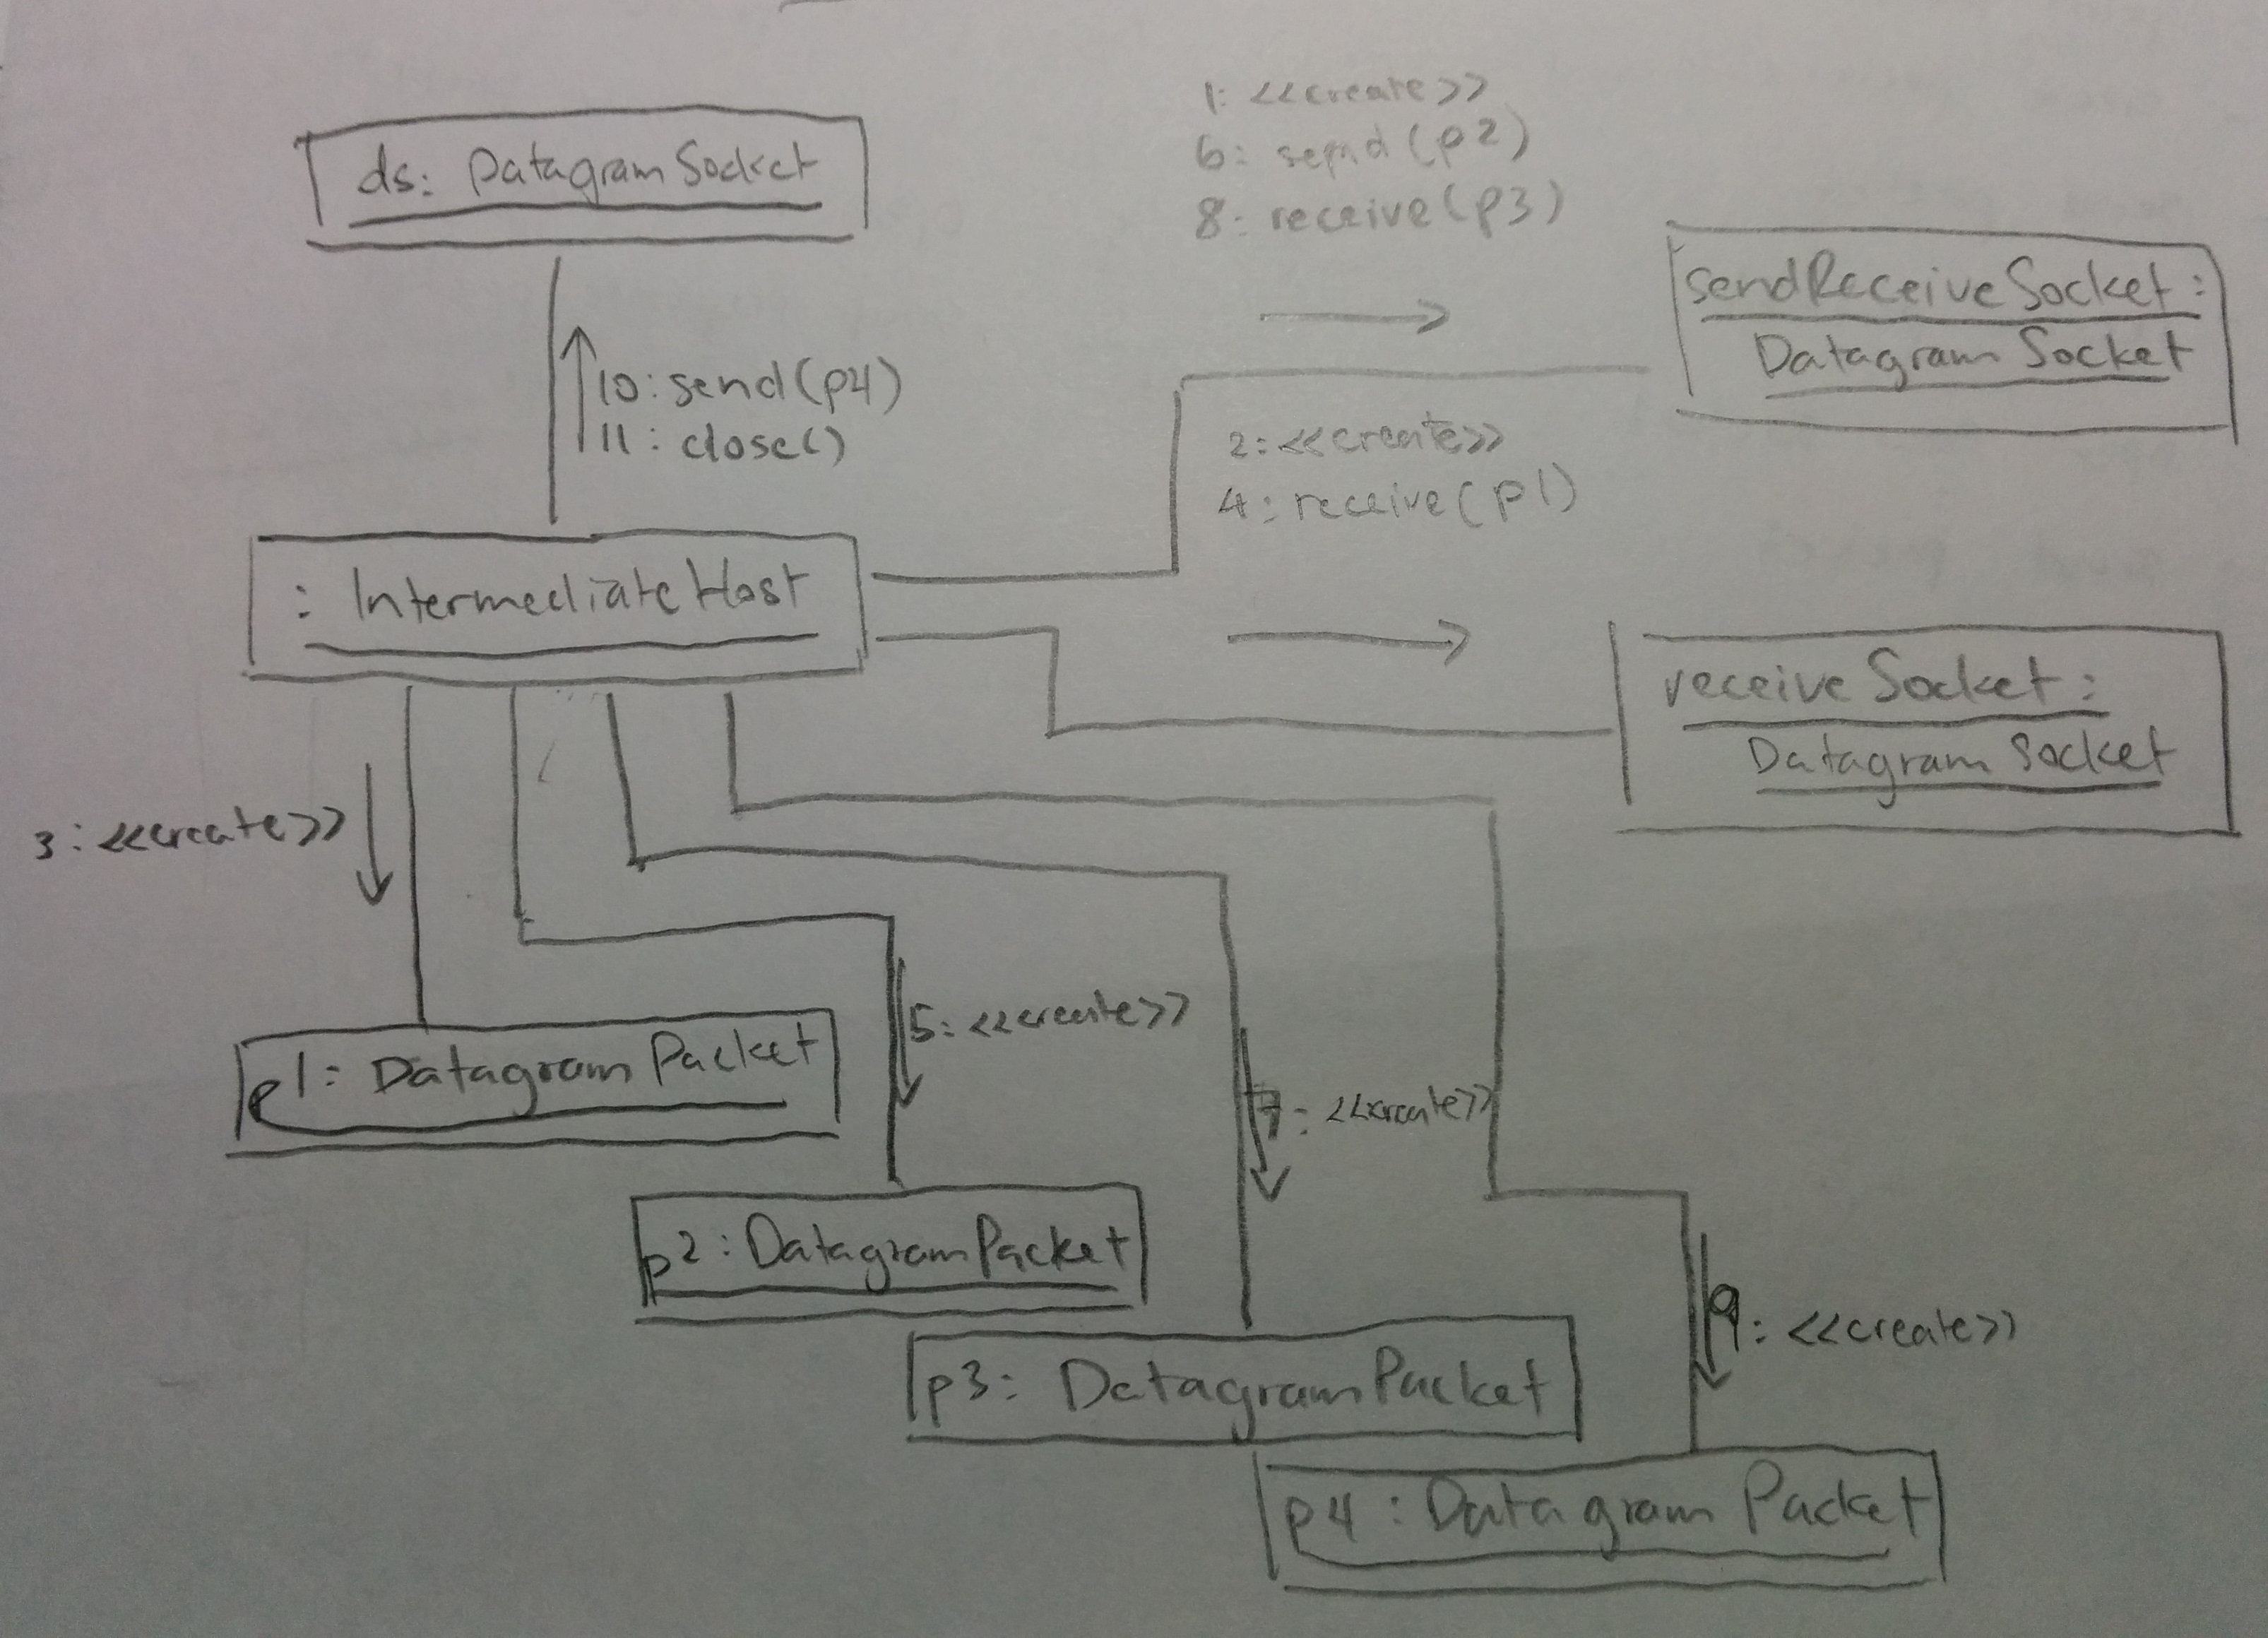 1: <<create>>
6: send(p2)
8: receive(p3)
ds: DatagramSocket
sendReceiveSocket:
DatagramSocket
10: send(p4)
11: close()
2: <<create>>
4: receive(p1)
: IntermediateHost
receiveSocket:
DatagramSocket
3: <<create>>
5: <<create>>
p1: DatagramPacket
7: <<create>>
p2: DatagramPacket
9: <<create>>
p3: DatagramPacket
p4: DatagramPacket